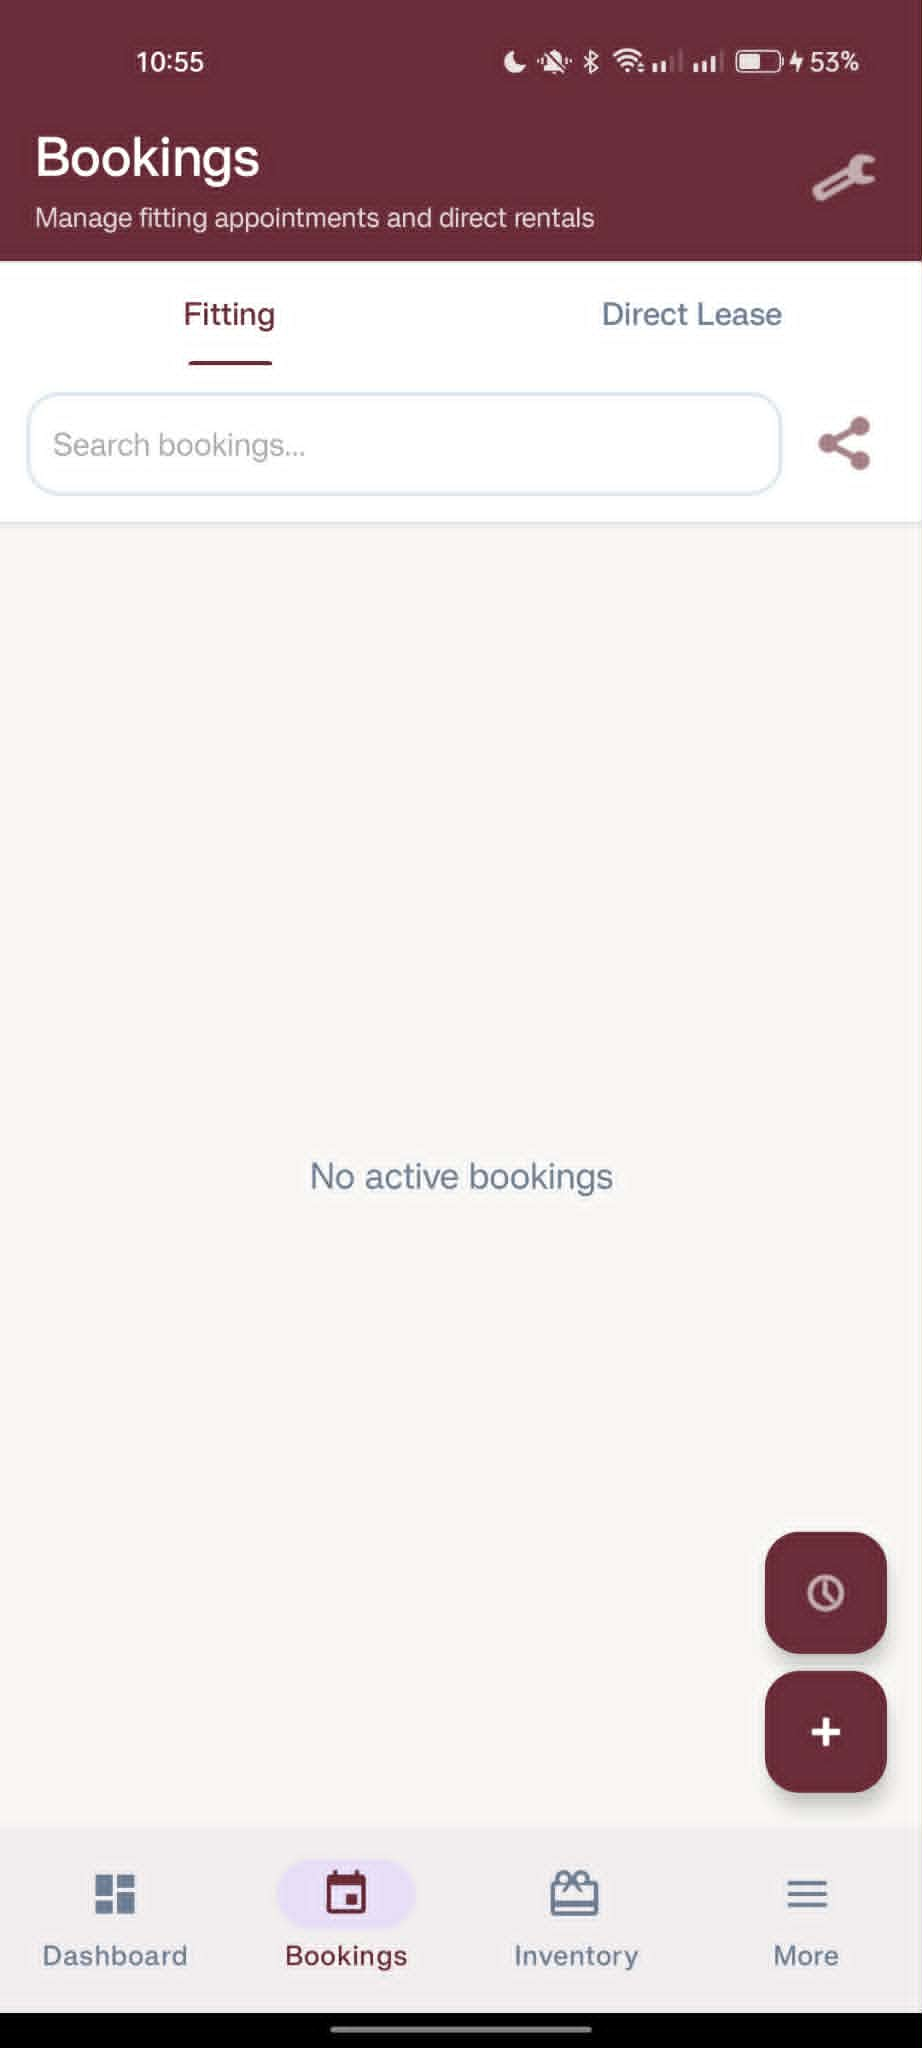 10:55
53%
Bookings
Manage fitting appointments and direct rentals
Fitting
Direct Lease
Search bookings...
No active bookings
Dashboard
Bookings
Inventory
More